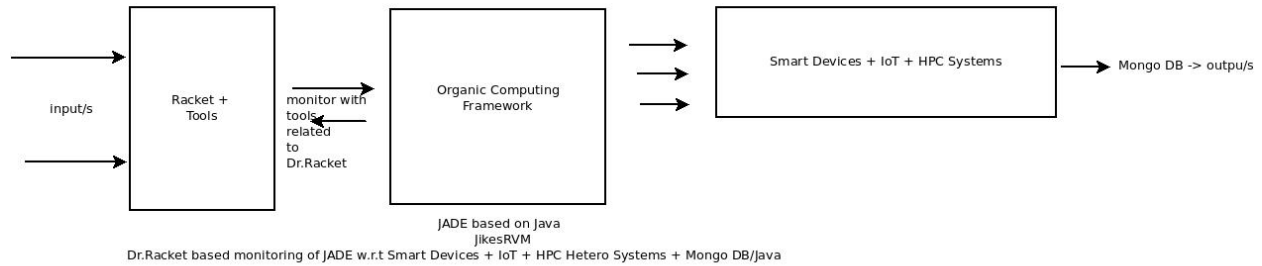 input/s
Racket +
Tools
monitor with
tools
related
to
Dr.Racket
Organic Computing
Framework
JADE based on Java
JikesRVM
Smart Devices + IoT + HPC Systems
Mongo DB -> outpu/s
Dr.Racket based monitoring of JADE w.r.t Smart Devices + IoT + HPC Hetero Systems + Mongo DB/Java